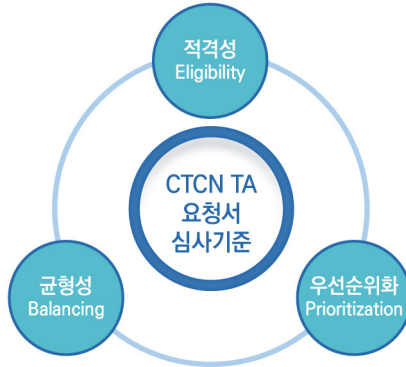 적격성
Eligibility
CTCN TA
요청서
심사기준
균형성
Balancing
우선순위화
Prioritization